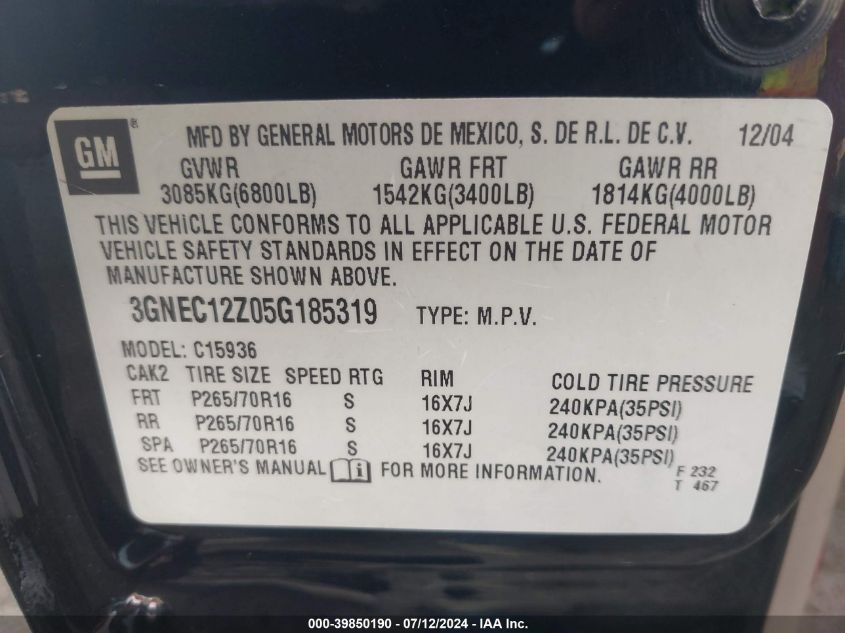 GM ®
MFD BY GENERAL MOTORS DE MEXICO, S. DE R.L. DE C.V. 12/04
GVWR GAWR FRT GAWR RR
3085KG(6800LB) 1542KG(3400LB) 1814KG(4000LB)
THIS VEHICLE CONFORMS TO ALL APPLICABLE U.S. FEDERAL MOTOR
VEHICLE SAFETY STANDARDS IN EFFECT ON THE DATE OF
MANUFACTURE SHOWN ABOVE.
3GNEC12Z05G185319 TYPE: M.P.V.
MODEL: C15936
CAK2 TIRE SIZE SPEED RTG RIM COLD TIRE PRESSURE
FRT P265/70R16 S 16X7J 240KPA(35PSI)
RR P265/70R16 S 16X7J 240KPA(35PSI)
SPA P265/70R16 S 16X7J 240KPA(35PSI)
SEE OWNER'S MANUAL i FOR MORE INFORMATION. F 232
T 467
000-39850190 - 07/12/2024 - IAA Inc.